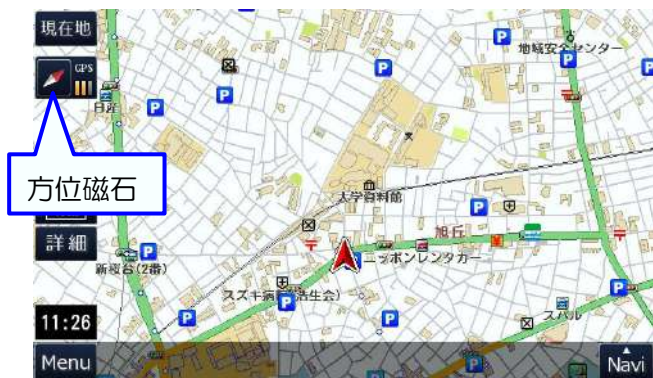 現在地
GPS
方位磁石
詳細
11:26
Menu
Navi
地域安全センター
日産
大学資料館
旭丘
ニッポンレンタカー
新桜台(2番)
スバル